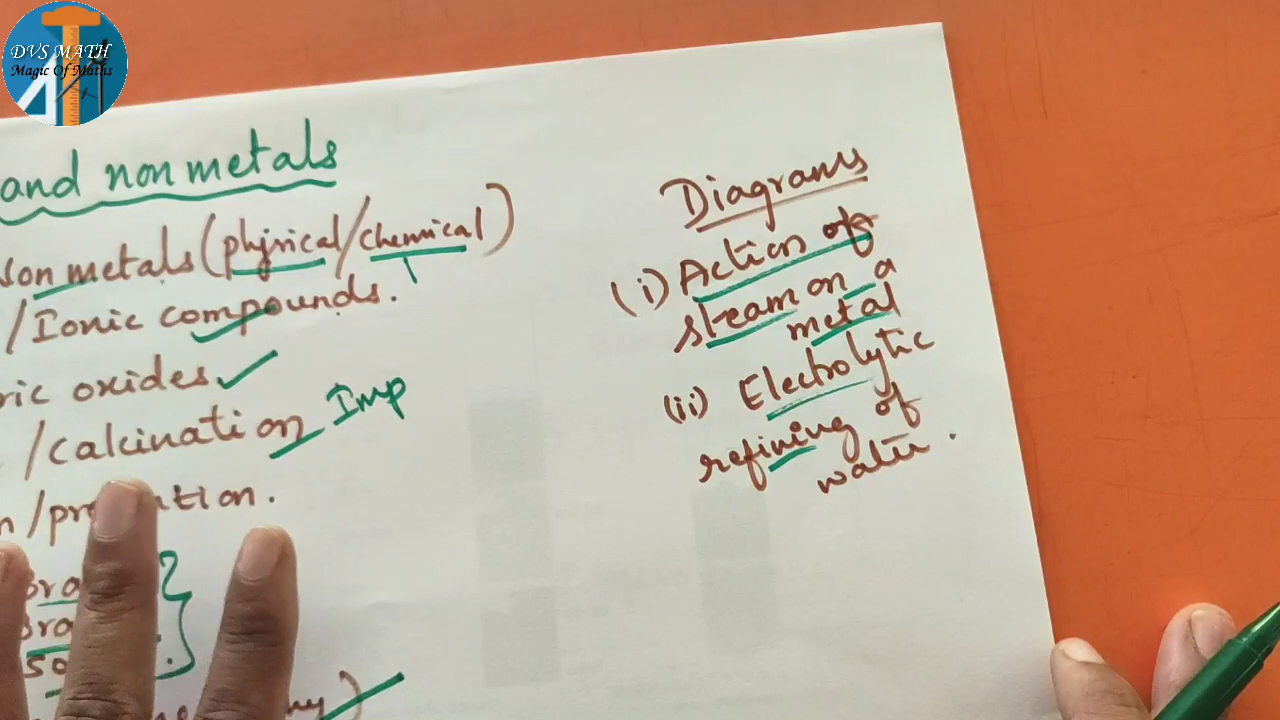 DVS MATH
Magic Of Maths
and non metals
non metals (physical/chemical)
/Ionic compounds.
ric oxides
/calcination Imp
/pr tion.
Diagrams
(i) Action of
steam on a
metal
(ii) Electrolytic
refining of
water.